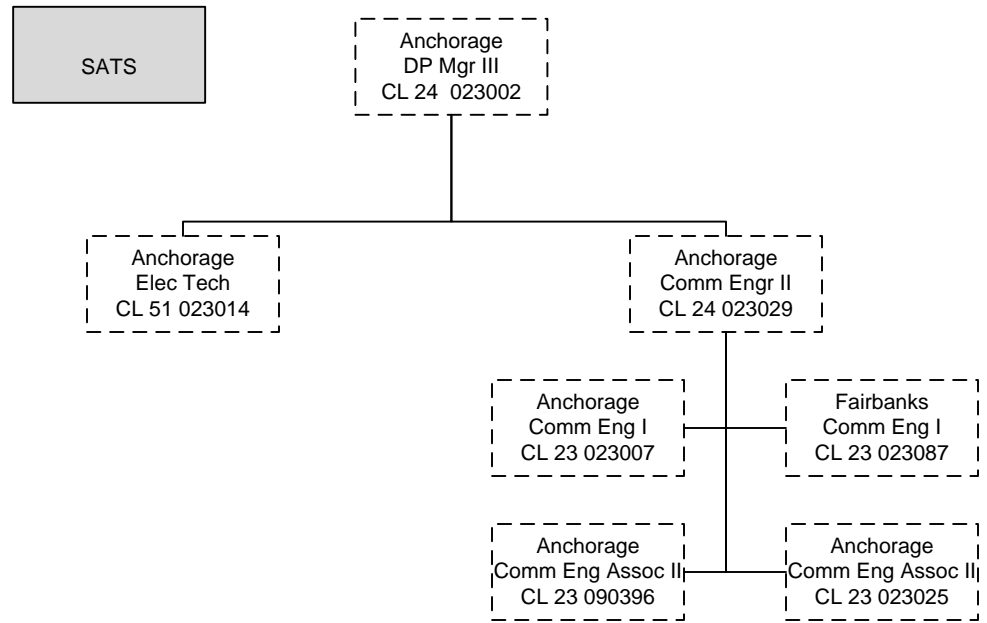 SATS
Anchorage
DP Mgr III
CL 24  023002
Anchorage
Elec Tech
CL 51 023014
Anchorage
Comm Engr II
CL 24 023029
Anchorage
Comm Eng I
CL 23 023007
Fairbanks
Comm Eng I
CL 23 023087
Anchorage
Comm Eng Assoc II
CL 23 090396
Anchorage
Comm Eng Assoc II
CL 23 023025